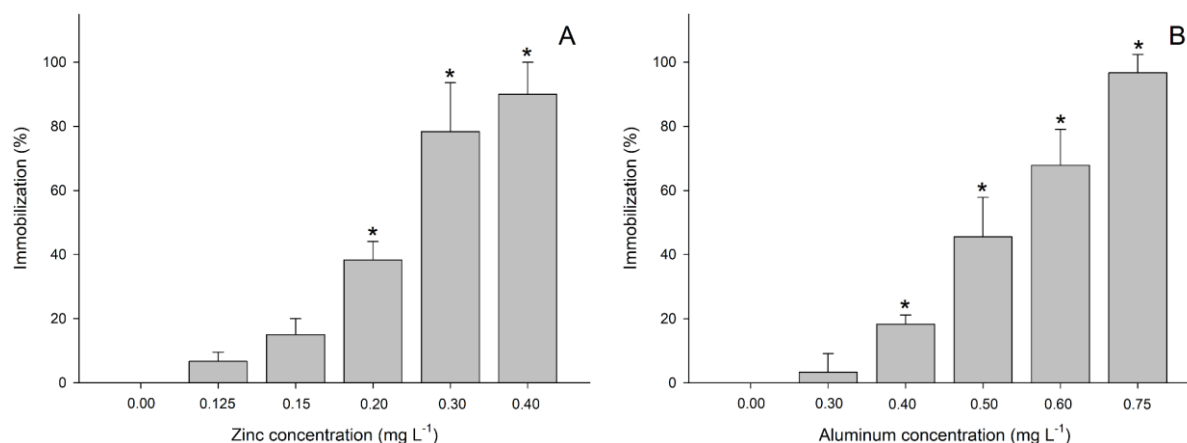 A
*
*
*
100
80
60
40
20
0
Immobilization (%)
0.00 0.125 0.15 0.20 0.30 0.40
Zinc concentration (mg L⁻¹)
B
*
*
*
*
100
80
60
40
20
0
Immobilization (%)
0.00 0.30 0.40 0.50 0.60 0.75
Aluminum concentration (mg L⁻¹)